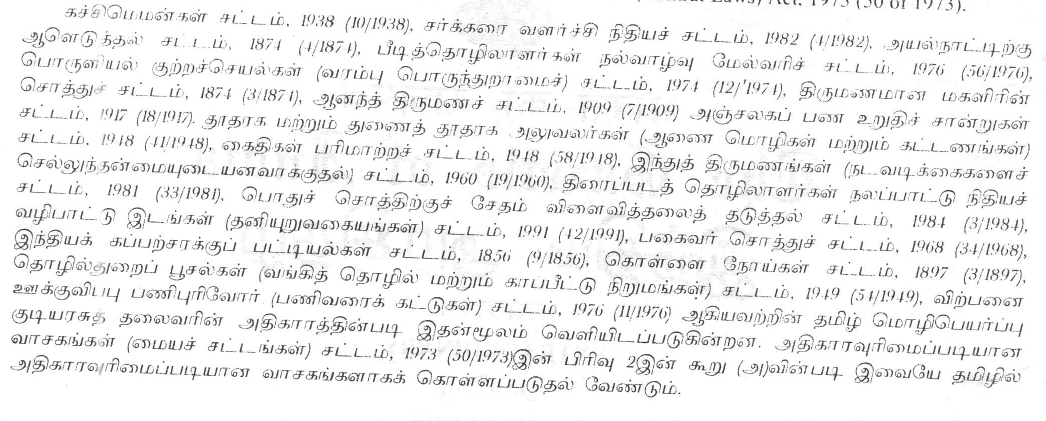 Act, 1973 (50 of 1973).
கச்சிமெமன்கள் சட்டம், 1938 (10/1938), சர்க்கரை வளர்ச்சி நிதியச் சட்டம், 1982 (4/1982), அயல்நாட்டிற்கு
ஆளெடுத்தல் சட்டம், 1874 (4/1874), பீடித்தொழிலாளர்கள் நல்வாழ்வு மேல்வரிச் சட்டம், 1976 (56/1976),
பொருளியல் குற்றச்செயல்கள் (வரம்பு பொருந்துறாமைச்) சட்டம், 1974 (12/'1974), திருமணமான மகளிரின்
சொத்துச் சட்டம், 1874 (3/1874), ஆனந்த் திருமணச் சட்டம், 1909 (7/1909) அஞ்சலகப் பண உறுதிச் சான்றுகள்
சட்டம், 1917 (18/1917). தூதரக மற்றும் துணைத் தூதரக அலுவலர்கள் (ஆணை மொழிகள் மற்றும் கட்டணங்கள்)
சட்டம், 1948 (41/1948), கைதிகள் பரிமாற்றச் சட்டம், 1948 (58/1948), இந்துத் திருமணங்கள் (நடவடிக்கைகளைச்
செல்லுந்தன்மையுடையனவாக்குதல்) சட்டம், 1960 (19/1960), திரைப்படத் தொழிலாளர்கள் நலப்பாட்டு நிதியச்
சட்டம், 1981 (33/1981), பொதுச் சொத்திற்குச் சேதம் விளைவித்தலைத் தடுத்தல் சட்டம், 1984 (3/1984),
வழிபாட்டு இடங்கள் (தனியுறுவகையங்கள்) சட்டம், 1991 (42/1991), பகைவர் சொத்துச் சட்டம், 1968 (34/1968),
இந்தியக் கப்பற்சரக்குப் பட்டியல்கள் சட்டம், 1856 (9/1856), கொள்ளை நோய்கள் சட்டம், 1897 (3/1897),
தொழில்துறைப் பூசல்கள் (வங்கித் தொழில் மற்றும் காப்பீட்டு நிறுமங்கள்) சட்டம், 1949 (54/1949), விற்பனை
ஊக்குவிப்பு பணிபுரிவோர் (பணிவரைக் கட்டுகள்) சட்டம், 1976 (11/1976) ஆகியவற்றின் தமிழ் மொழிபெயர்ப்பு
குடியரசுத் தலைவரின் அதிகாரத்தின்படி இதன்மூலம் வெளியிடப்படுகின்றன. அதிகாரவுரிமைப்படியான
வாசகங்கள் (மையச் சட்டங்கள்) சட்டம், 1973 (50/1973)இன் பிரிவு 2இன் கூறு (அ)வின்படி இவையே தமிழில்
அதிகாரவுரிமைப்படியான வாசகங்களாகக் கொள்ளப்படுதல் வேண்டும்.